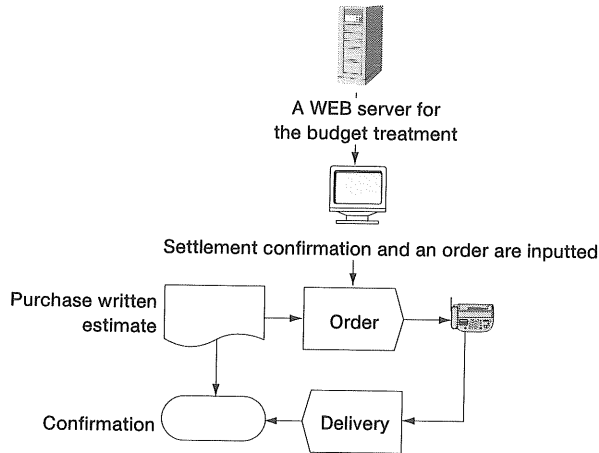 A WEB server for
the budget treatment
Settlement confirmation and an order are inputted
Purchase written
estimate
Order
Confirmation
Delivery